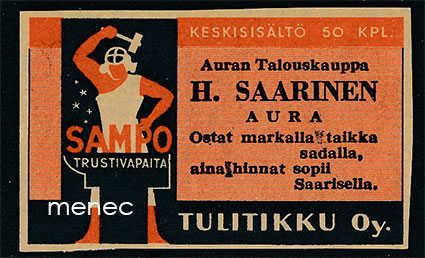 KESKISISÄLTÖ 50 KPL.
Auran Talouskauppa
H. SAARINEN
AURA
Ostat markalla taikka
sadalla,
aina hinnat sopii
Saarisella.
SAMPO
TRUSTIVAPAITA
menec
TULITIKKU Oy.